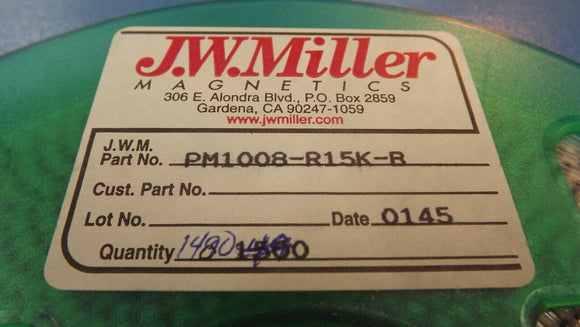 J.W.Miller
MAGNETICS
306 E. Alondra Blvd., P.O. Box 2859
Gardena, CA 90247-1059
www.jwmiller.com
J.W.M.
Part No. PM1008-R15K-R
Cust. Part No.
Lot No. Date 0145
Quantity 1480